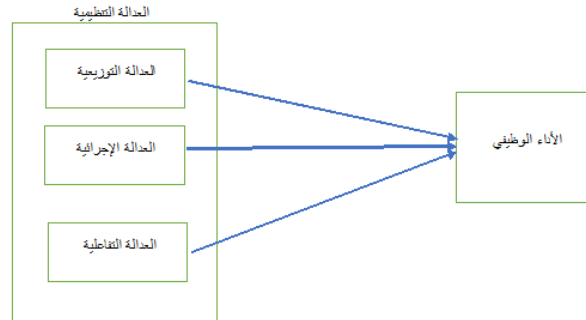 العدالة التنظيمية
العدالة التوزيعية
العدالة الإجرائية
الأداء الوظيفي
العدالة التفاعلية